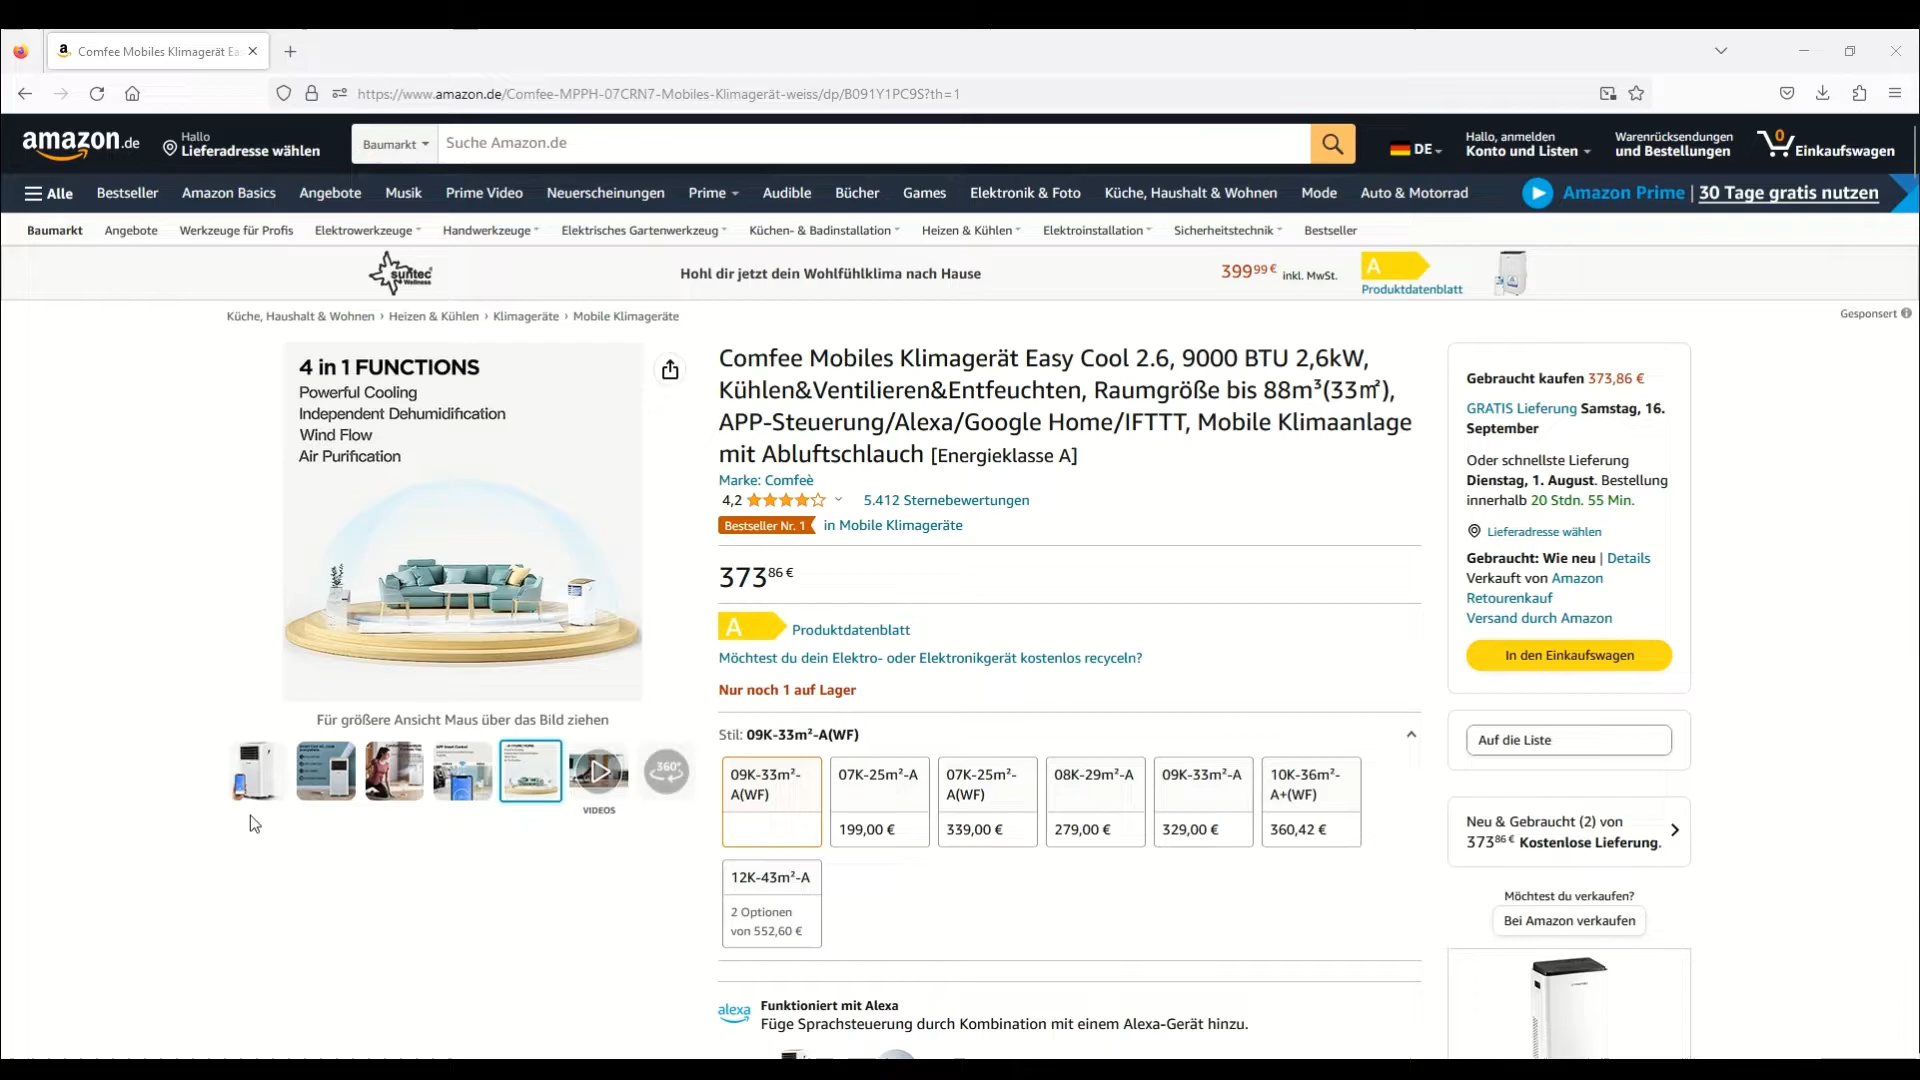 Comfee Mobiles Klimagerät Ea
https://www.amazon.de/Comfee-MPPH-07CRN7-Mobiles-Klimagerät-weiss/dp/B091Y1PC9S?th=1
amazon.de
Hallo
Lieferadresse wählen
Baumarkt
Suche Amazon.de
DE
Hallo, anmelden
Konto und Listen
Warenrücksendungen
und Bestellungen
0
Einkaufswagen
Alle
Bestseller
Amazon Basics
Angebote
Musik
Prime Video
Neuerscheinungen
Prime
Audible
Bücher
Games
Elektronik & Foto
Küche, Haushalt & Wohnen
Mode
Auto & Motorrad
Amazon Prime | 30 Tage gratis nutzen
Baumarkt
Angebote
Werkzeuge für Profis
Elektrowerkzeuge
Handwerkzeuge
Elektrisches Gartenwerkzeug
Küchen- & Badinstallation
Heizen & Kühlen
Elektroinstallation
Sicherheitstechnik
Bestseller
suntec
Wellness
Hohl dir jetzt dein Wohlfühlklima nach Hause
399,99 € inkl. MwSt.
A
Produktdatenblatt
Küche, Haushalt & Wohnen › Heizen & Kühlen › Klimageräte › Mobile Klimageräte
Gesponsert
4 in 1 FUNCTIONS
Powerful Cooling
Independent Dehumidification
Wind Flow
Air Purification
Für größere Ansicht Maus über das Bild ziehen
360°
VIDEOS
Comfee Mobiles Klimagerät Easy Cool 2.6, 9000 BTU 2,6kW,
Kühlen&Ventilieren&Entfeuchten, Raumgröße bis 88m³(33㎡),
APP-Steuerung/Alexa/Google Home/IFTTT, Mobile Klimaanlage
mit Abluftschlauch [Energieklasse A]
Marke: Comfeè
4,2
5.412 Sternebewertungen
Bestseller Nr. 1 in Mobile Klimageräte
373 86 €
A
Produktdatenblatt
Möchtest du dein Elektro- oder Elektronikgerät kostenlos recyceln?
Nur noch 1 auf Lager
Stil: 09K-33m²-A(WF)
09K-33m²-
A(WF)
07K-25m²-A
199,00 €
07K-25m²-
A(WF)
339,00 €
08K-29m²-A
279,00 €
09K-33m²-A
329,00 €
10K-36m²-
A+(WF)
360,42 €
12K-43m²-A
2 Optionen
von 552,60 €
alexa
Funktioniert mit Alexa
Füge Sprachsteuerung durch Kombination mit einem Alexa-Gerät hinzu.
Gebraucht kaufen 373,86 €
GRATIS Lieferung Samstag, 16.
September
Oder schnellste Lieferung
Dienstag, 1. August. Bestellung
innerhalb 20 Stdn. 55 Min.
Lieferadresse wählen
Gebraucht: Wie neu | Details
Verkauft von Amazon
Retourenkauf
Versand durch Amazon
In den Einkaufswagen
Auf die Liste
Neu & Gebraucht (2) von
373 86 € Kostenlose Lieferung.
Möchtest du verkaufen?
Bei Amazon verkaufen